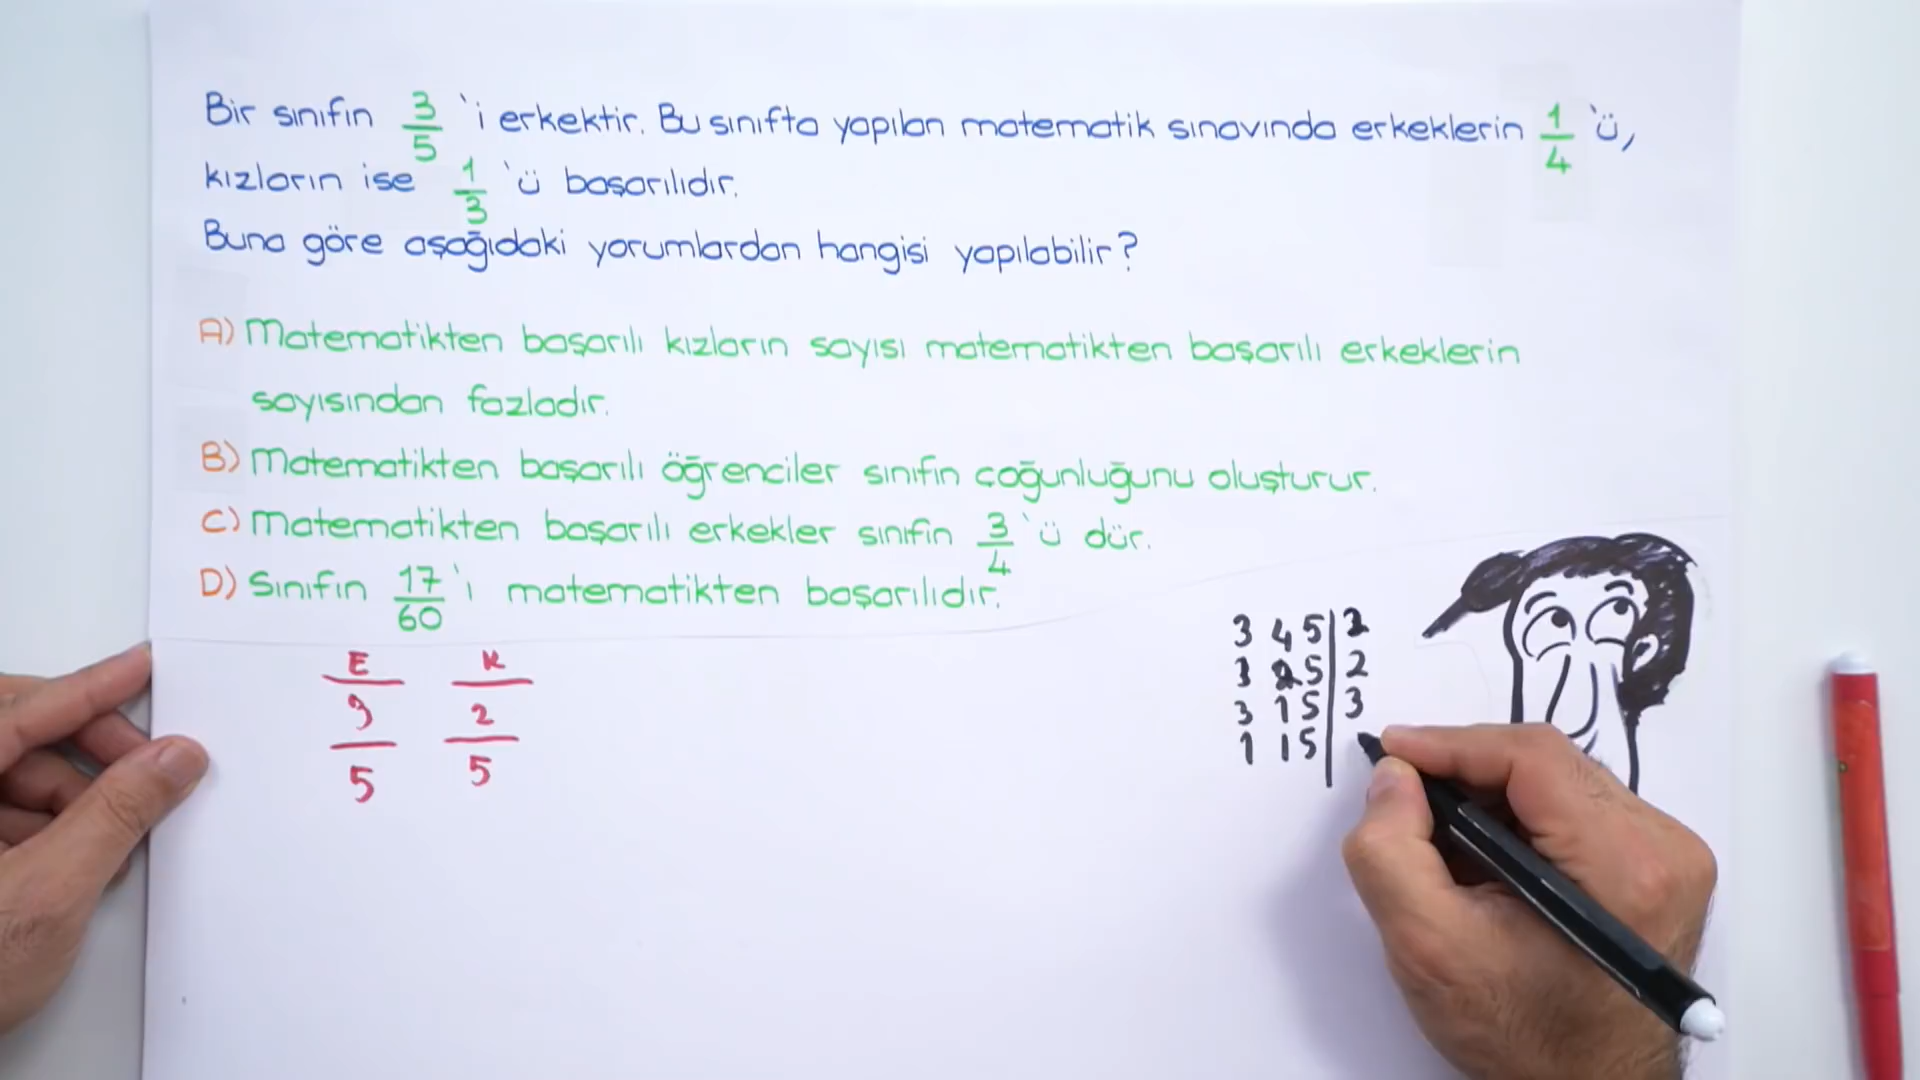 Bir sınıfın 3/5 'i erkektir. Bu sınıfta yapılan matematik sınavında erkeklerin 1/4 'ü,
kızların ise 1/3 'ü başarılıdır.
Buna göre aşağıdaki yorumlardan hangisi yapılabilir?
A) Matematikten başarılı kızların sayısı matematikten başarılı erkeklerin
sayısından fazladır.
B) Matematikten başarılı öğrenciler sınıfın çoğunluğunu oluşturur.
C) Matematikten başarılı erkekler sınıfın 3/4 'ü dür.
D) Sınıfın 17/60 'ı matematikten başarılıdır.
E K
3/5 2/5
3 4 5 | 2
3 2 5 | 2
3 1 5 | 3
1 1 5 |